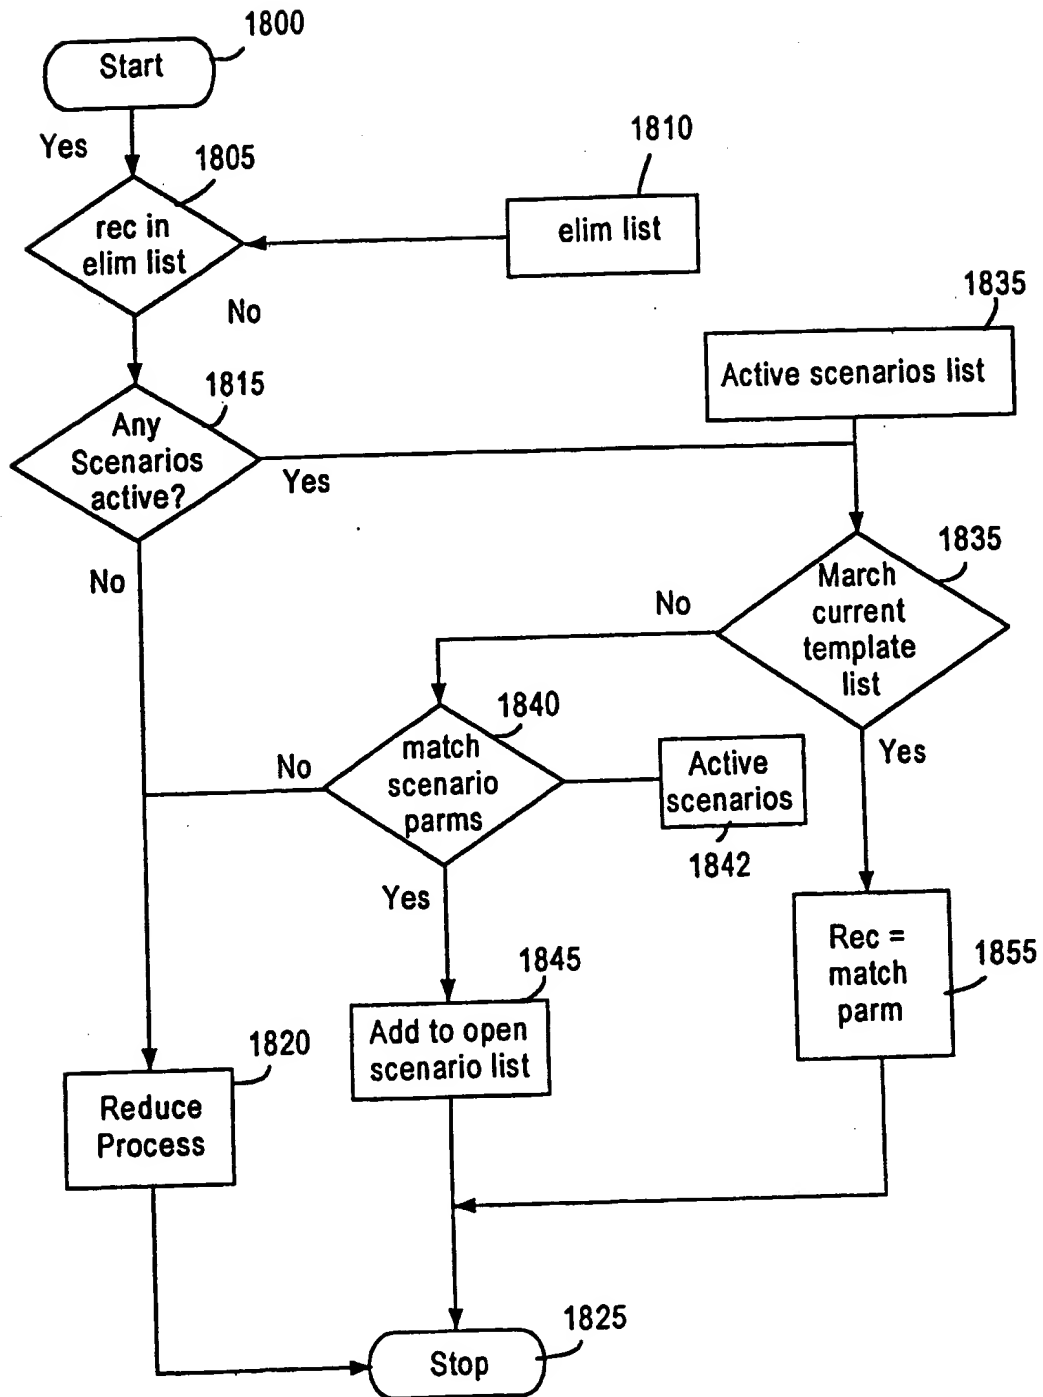 1800
Start
Yes
1805
1810
rec in
elim list
elim list
No
1835
Active scenarios list
1815
Any
Scenarios
active?
Yes
No
1835
March
current
template
list
No
Yes
1840
match
scenario
parms
No
Active
scenarios
1842
Yes
Rec =
match
parm
1855
1845
Add to open
scenario list
1820
Reduce
Process
1825
Stop